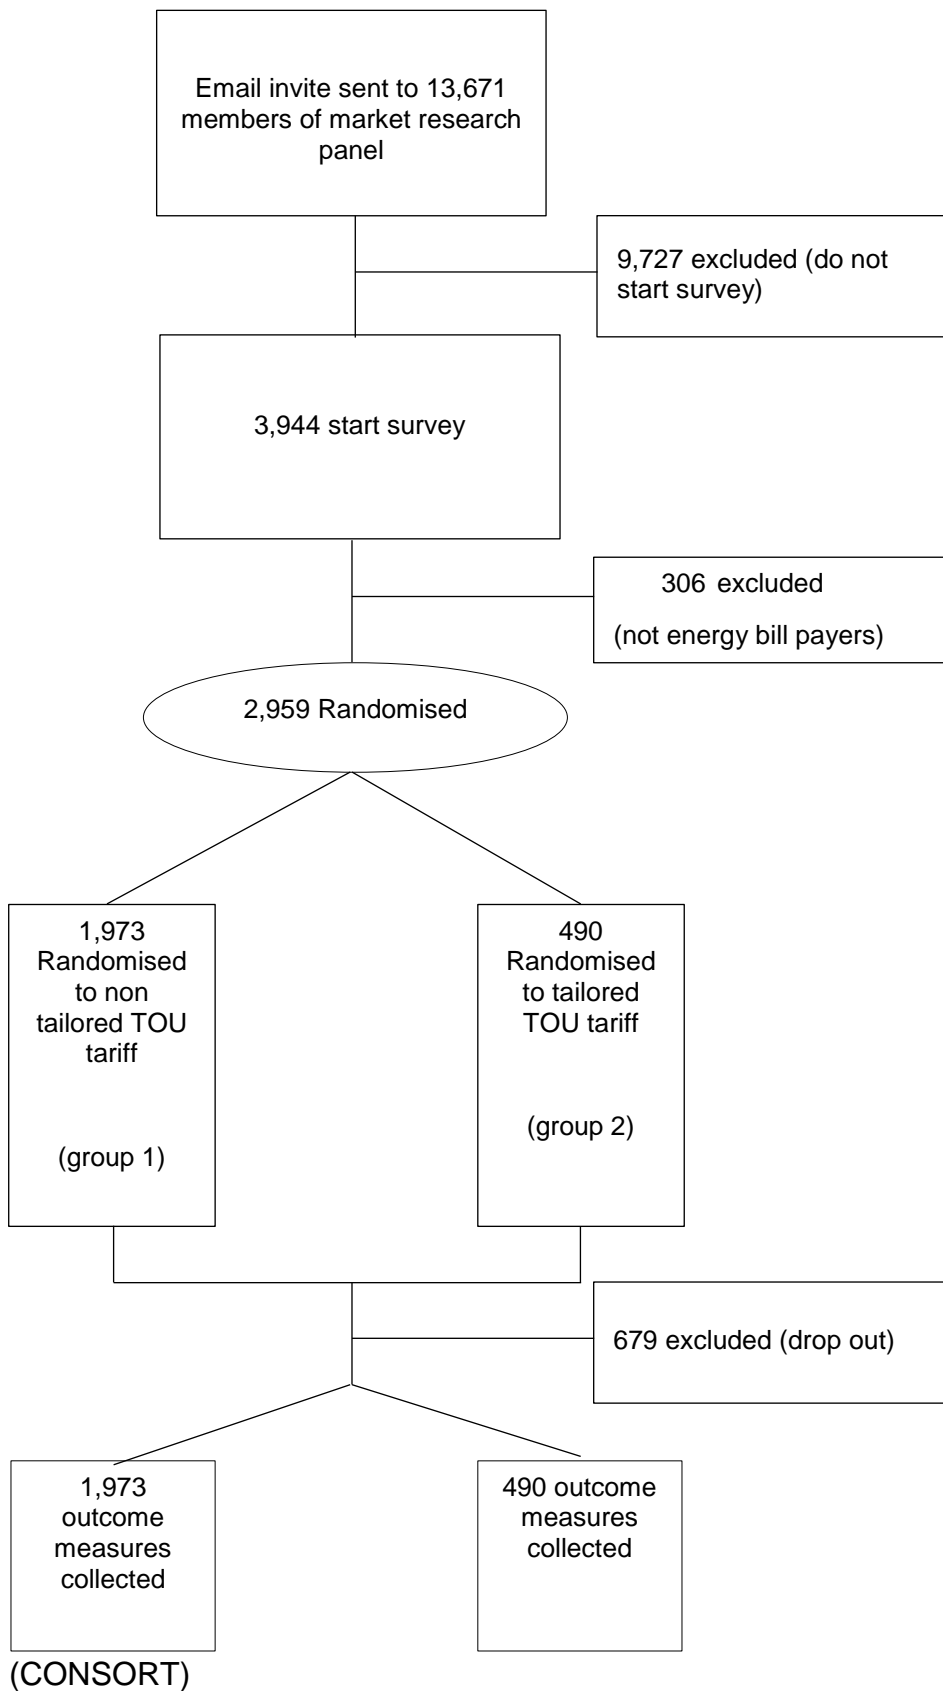 Email invite sent to 13,671
members of market research
panel
9,727 excluded (do not
start survey)
3,944 start survey
306 excluded
(not energy bill payers)
2,959 Randomised
1,973
Randomised
to non
tailored TOU
tariff
(group 1)
490
Randomised
to tailored
TOU tariff
(group 2)
679 excluded (drop out)
1,973
outcome
measures
collected
490 outcome
measures
collected
(CONSORT)